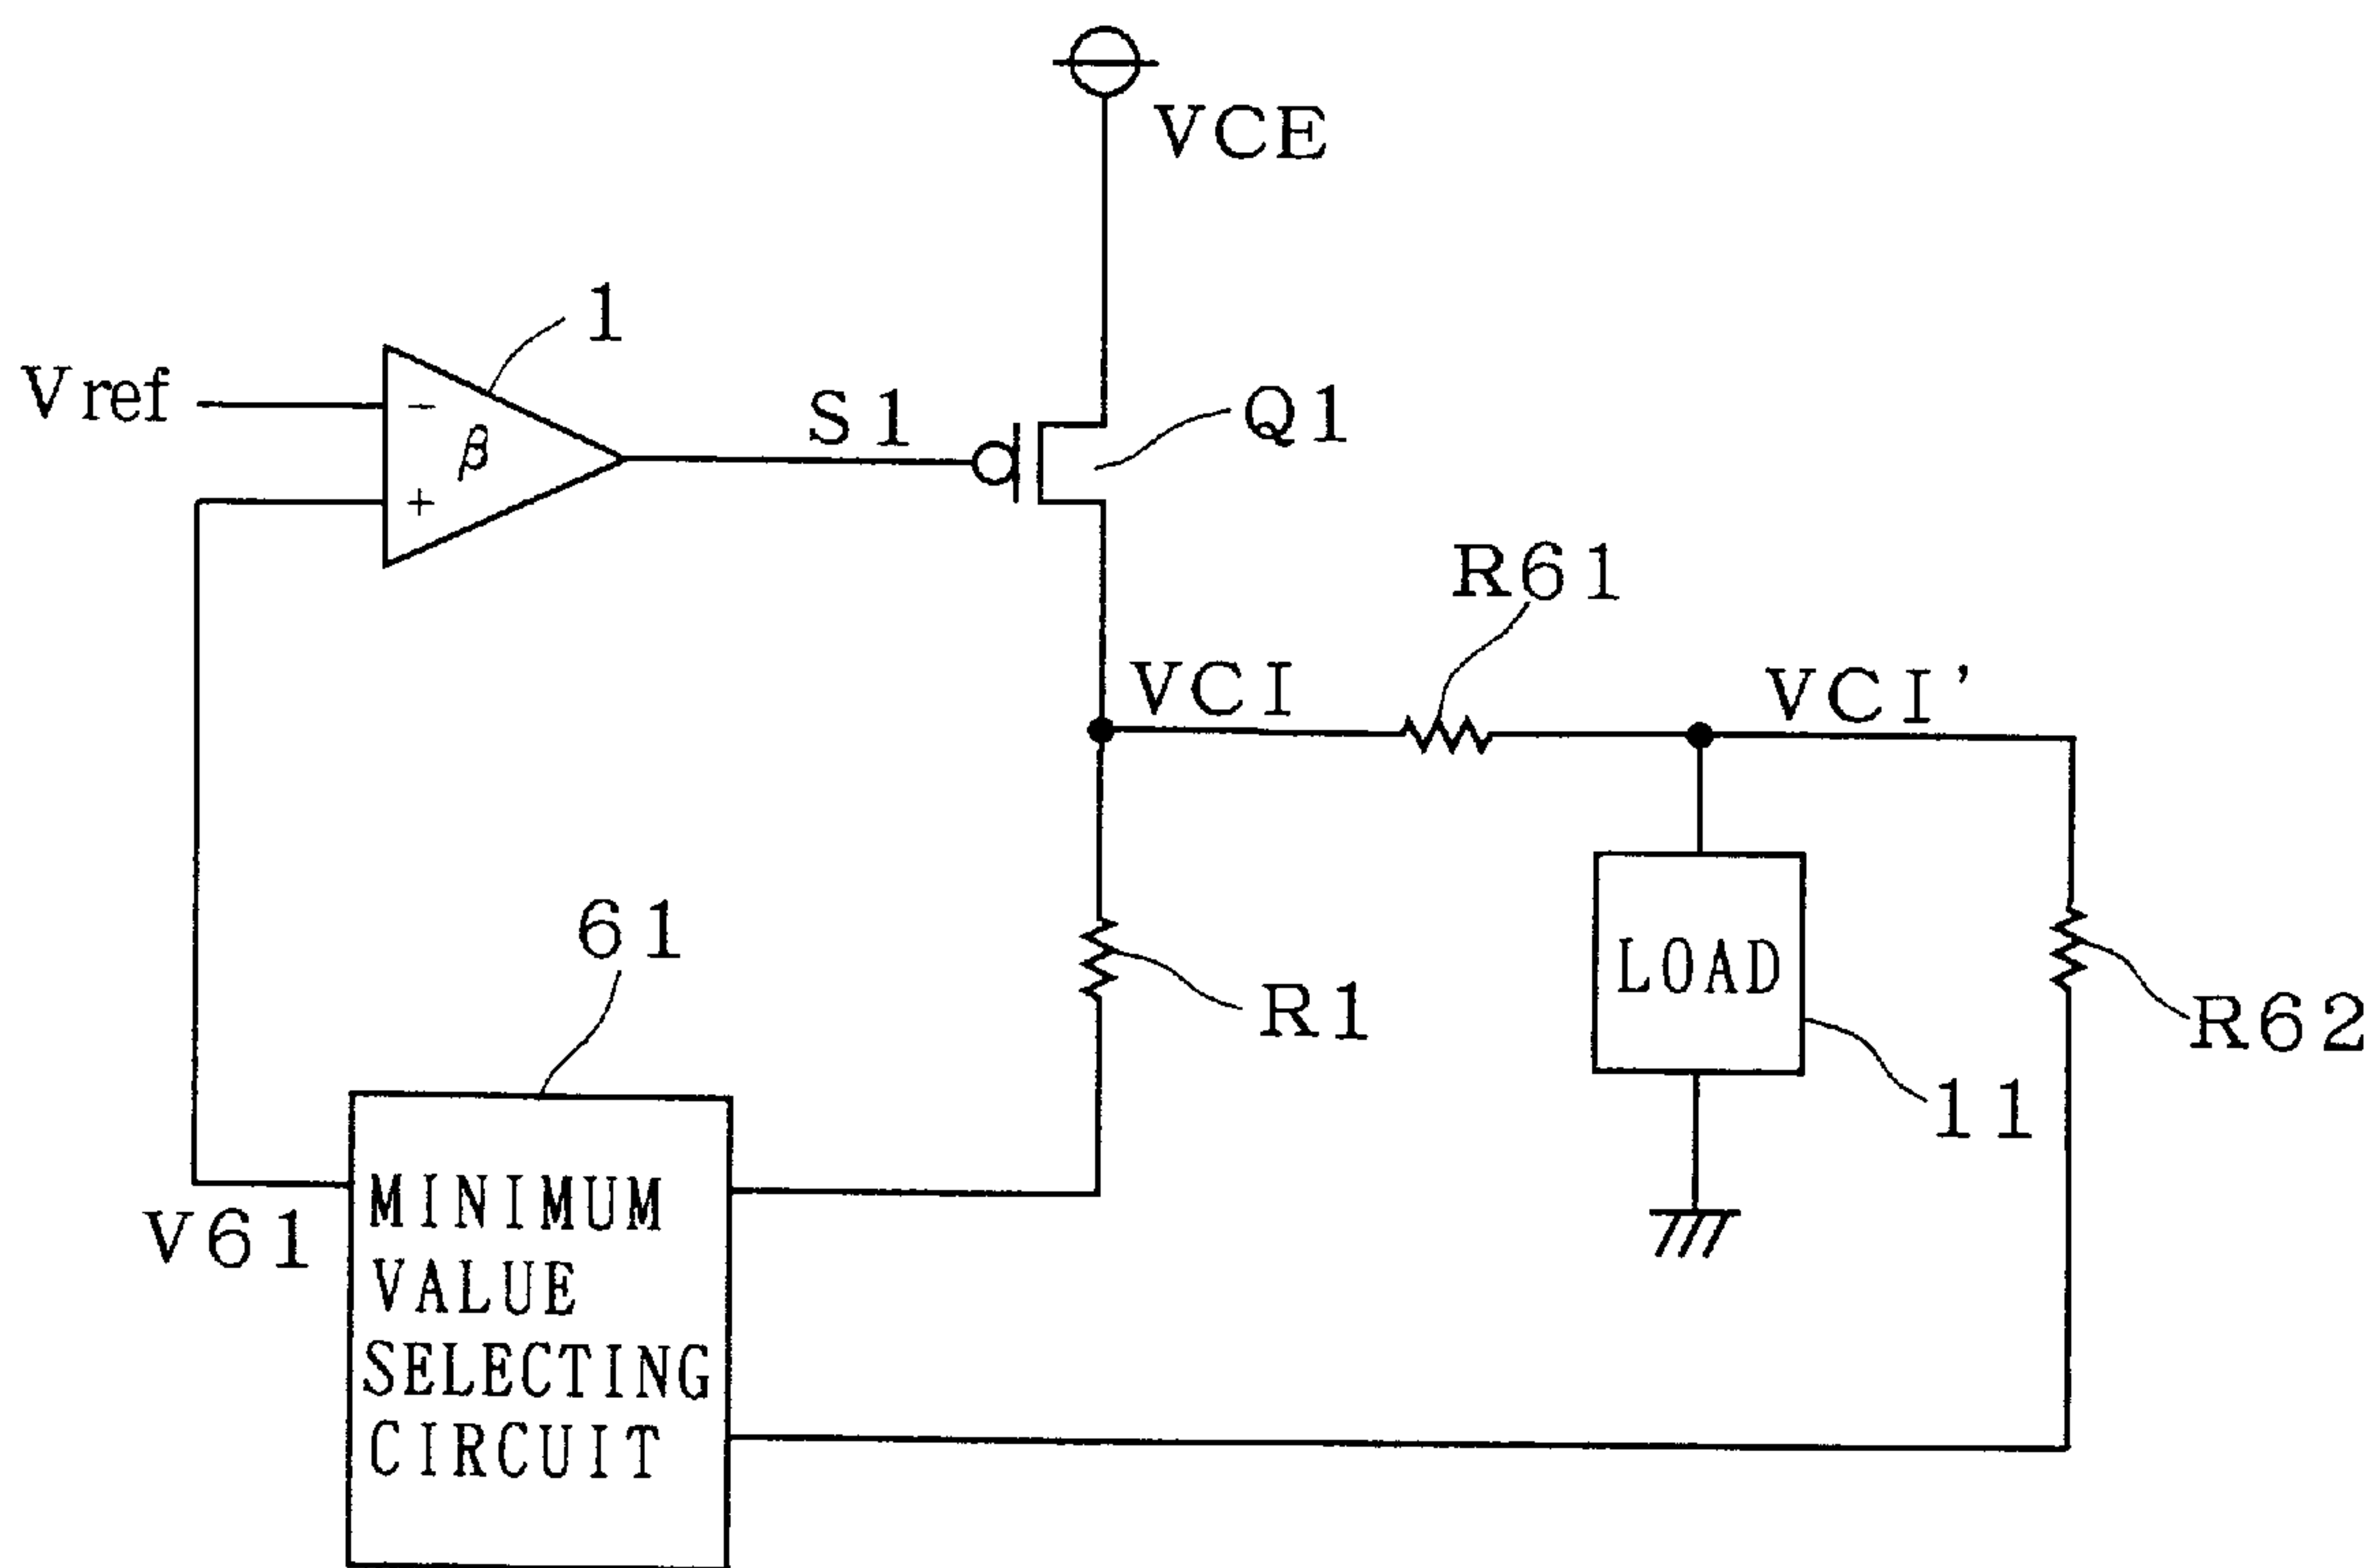 VCE
1
Vref
−
β
+
S1
Q1
R61
VCI
VCI'
61
R1
LOAD
R62
11
V61
MINIMUM
VALUE
SELECTING
CIRCUIT